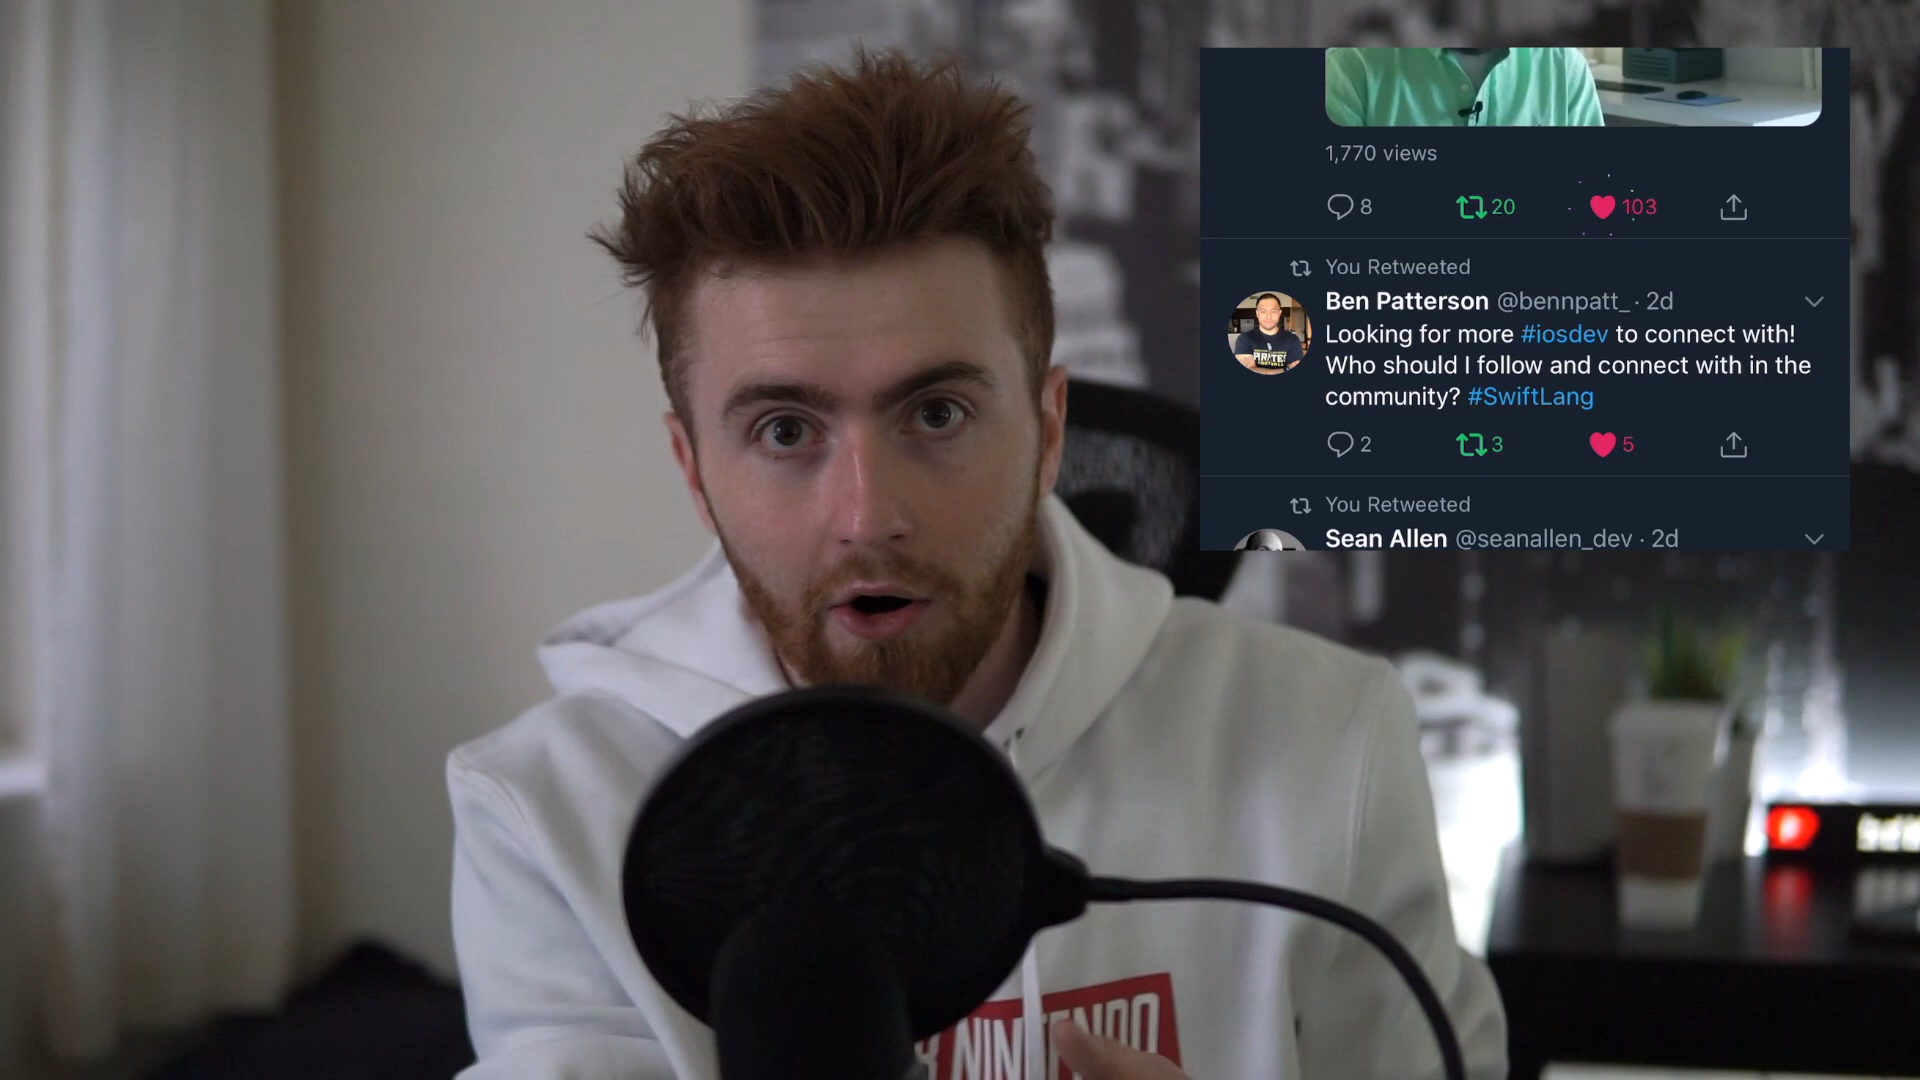 1,770 views
8 20 103
You Retweeted
Ben Patterson @bennpatt_ · 2d
Looking for more #iosdev to connect with!
Who should I follow and connect with in the
community? #SwiftLang
2 3 5
You Retweeted
Sean Allen @seanallen_dev · 2d
NINTENDO